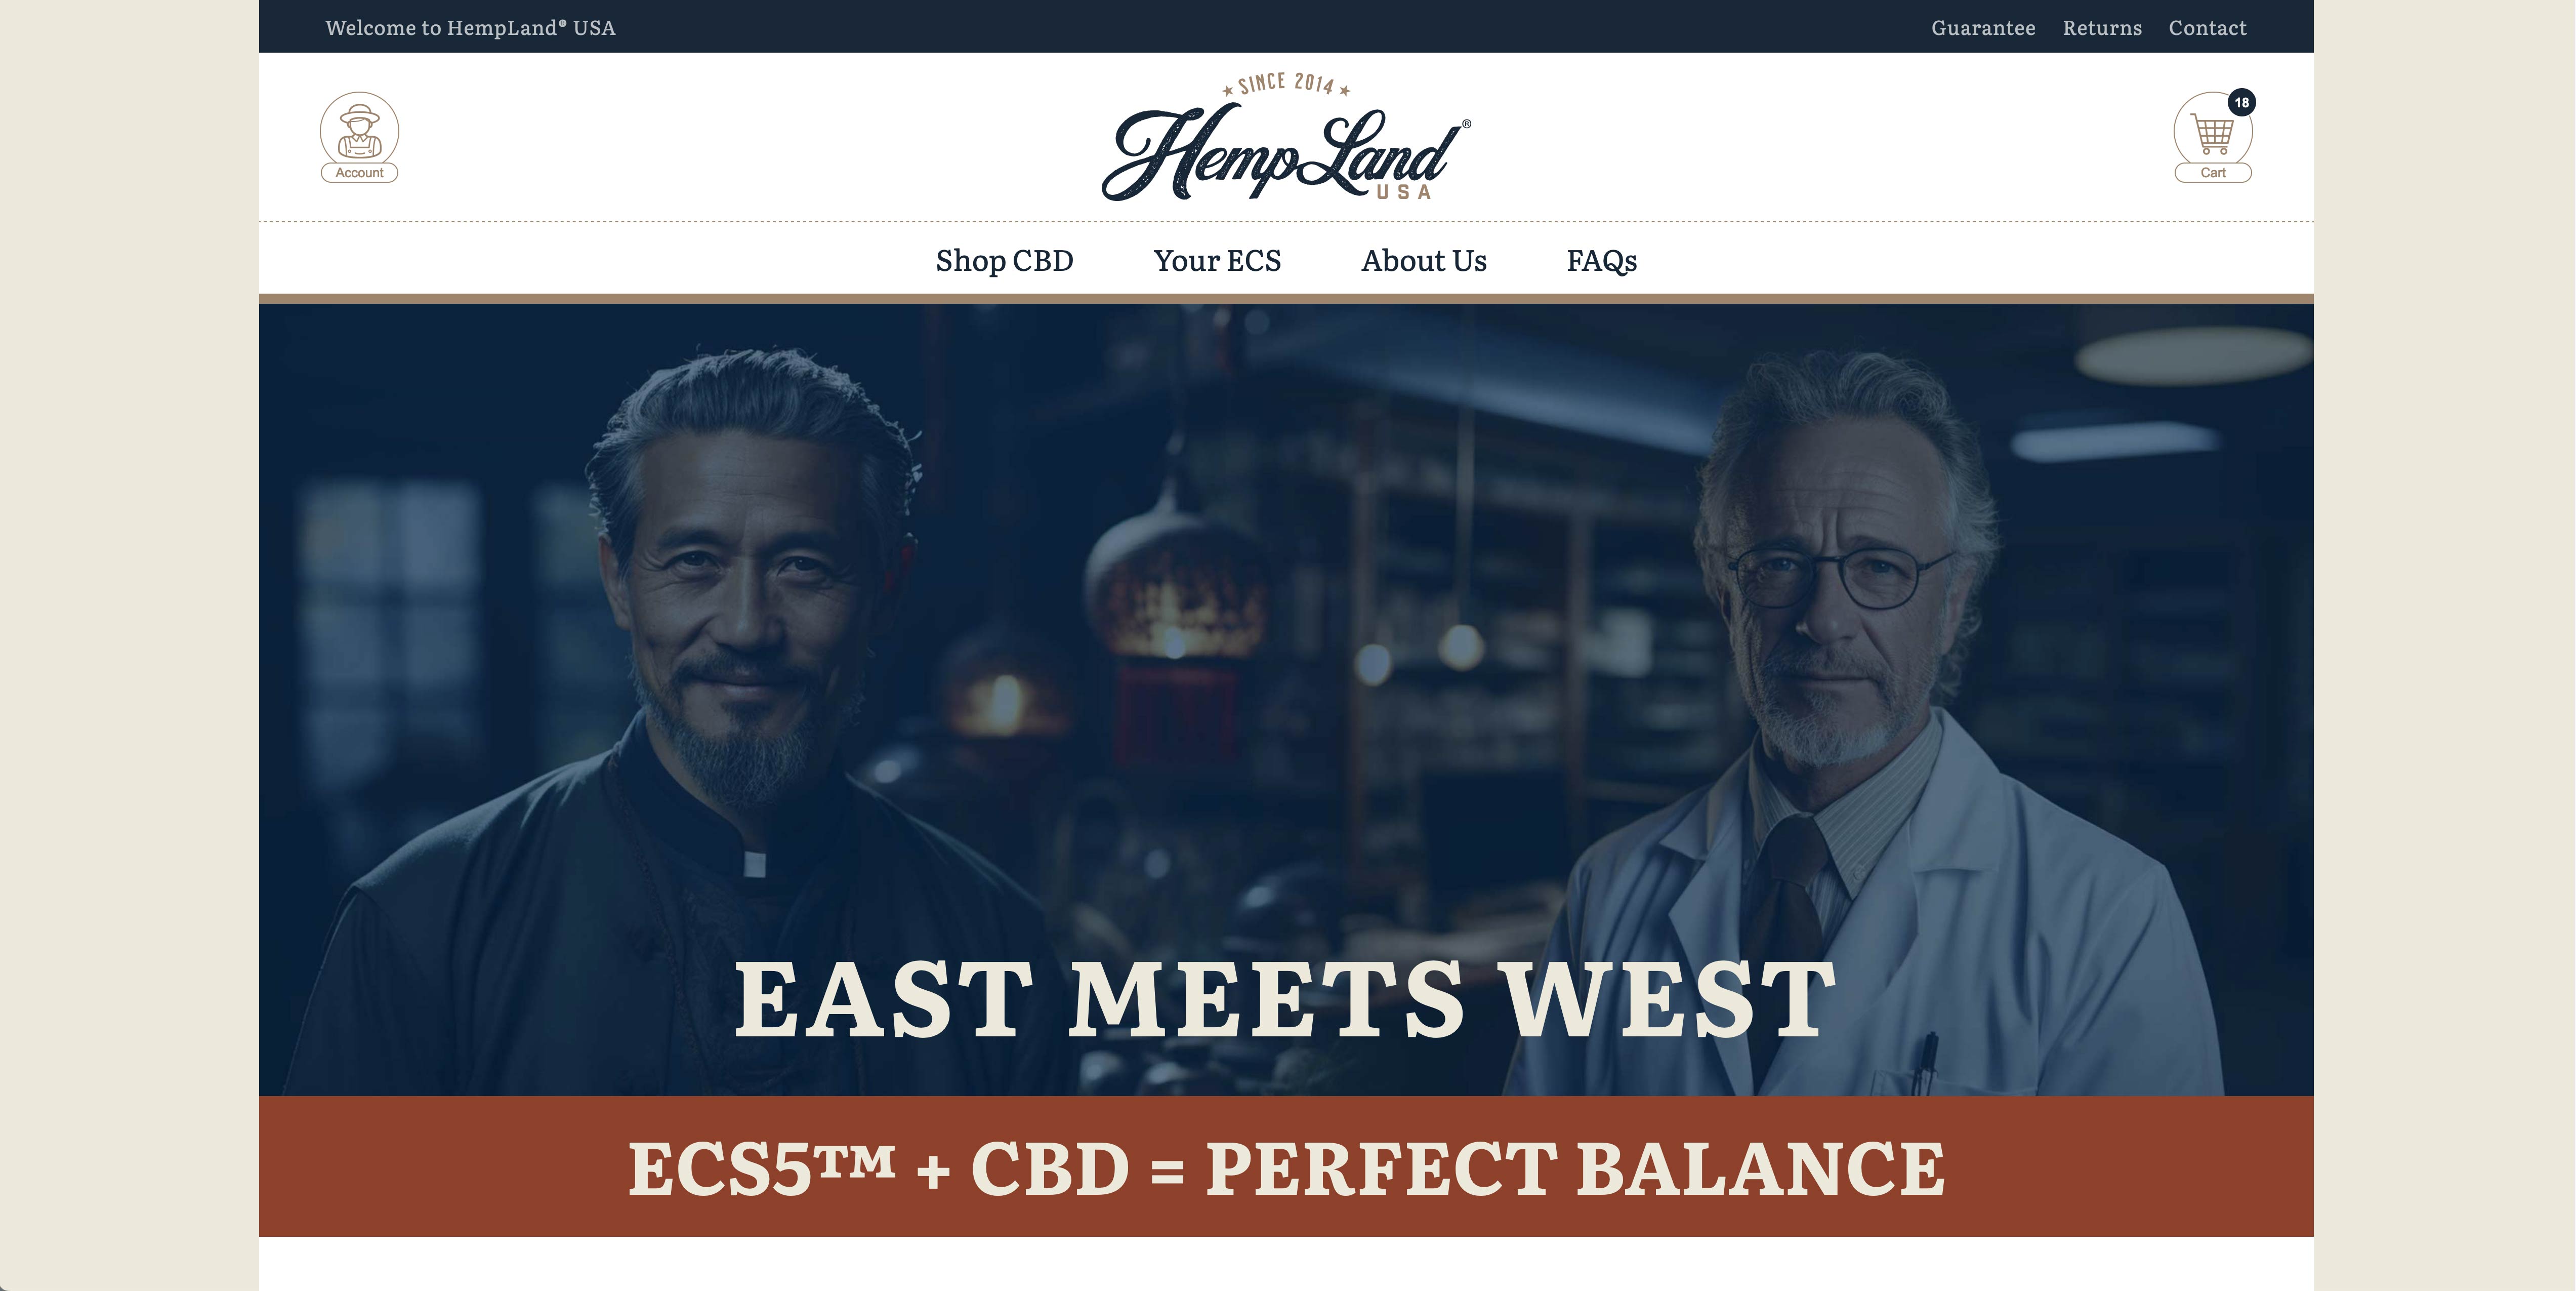 Welcome to HempLand® USA
Guarantee Returns Contact
★ SINCE 2014 ★
HempLand®
USA
Account
18
Cart
Shop CBD Your ECS About Us FAQs
EAST MEETS WEST
ECS5™ + CBD = PERFECT BALANCE